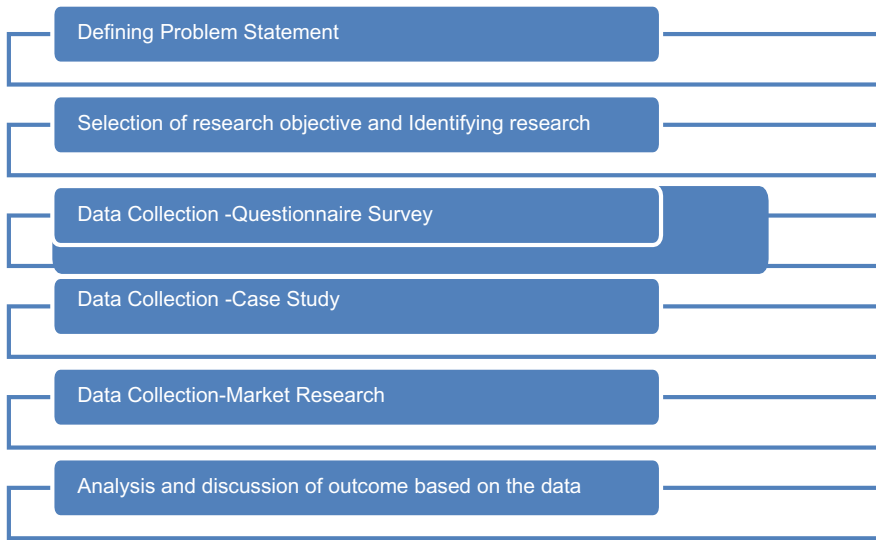 Defining Problem Statement
Selection of research objective and Identifying research
Data Collection -Questionnaire Survey
Data Collection -Case Study
Data Collection-Market Research
Analysis and discussion of outcome based on the data